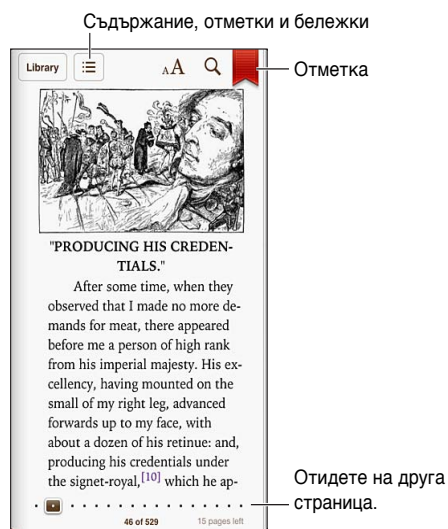 Съдържание, отметки и бележки
Library
AA
Отметка
"PRODUCING HIS CREDEN-
TIALS."
After some time, when they
observed that I made no more de-
mands for meat, there appeared
before me a person of high rank
from his imperial majesty. His ex-
cellency, having mounted on the
small of my right leg, advanced
forwards up to my face, with
about a dozen of his retinue: and,
producing his credentials under
the signet-royal,[10] which he ap-
Отидете на друга
страница.
46 of 529 15 pages left